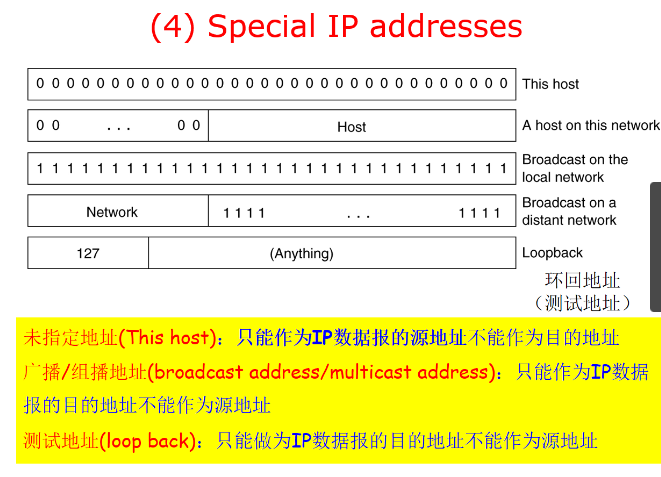 (4) Special IP addresses
0 0 0 0 0 0 0 0 0 0 0 0 0 0 0 0 0 0 0 0 0 0 0 0 0 0 0 0 0 0 0 0 This host
0 0 ... 0 0 Host A host on this network
1 1 1 1 1 1 1 1 1 1 1 1 1 1 1 1 1 1 1 1 1 1 1 1 1 1 1 1 1 1 1 1 Broadcast on the
local network
Network 1 1 1 1 ... 1 1 1 1 Broadcast on a
distant network
127 (Anything) Loopback
环回地址
（测试地址）
未指定地址(This host)：只能作为IP数据报的源地址不能作为目的地址
广播/组播地址(broadcast address/multicast address)：只能作为IP数据
报的目的地址不能作为源地址
测试地址(loop back)：只能做为IP数据报的目的地址不能作为源地址